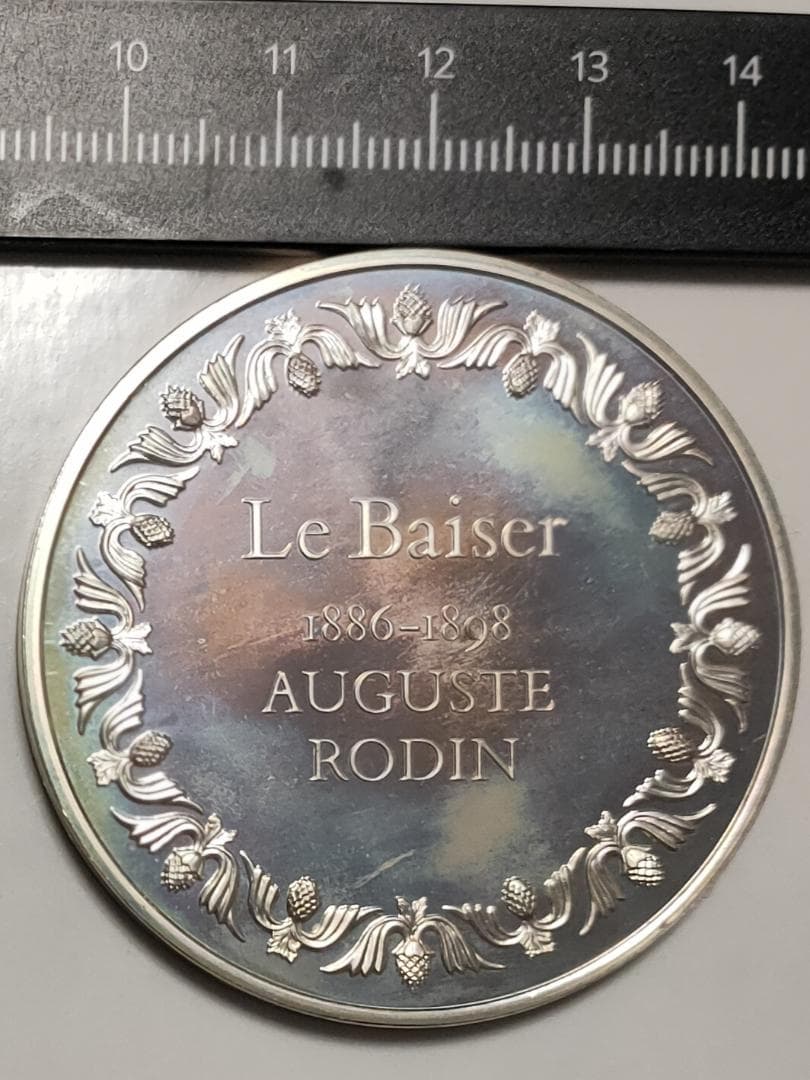 10 11 12 13 14
Le Baiser
1886-1898
AUGUSTE
RODIN